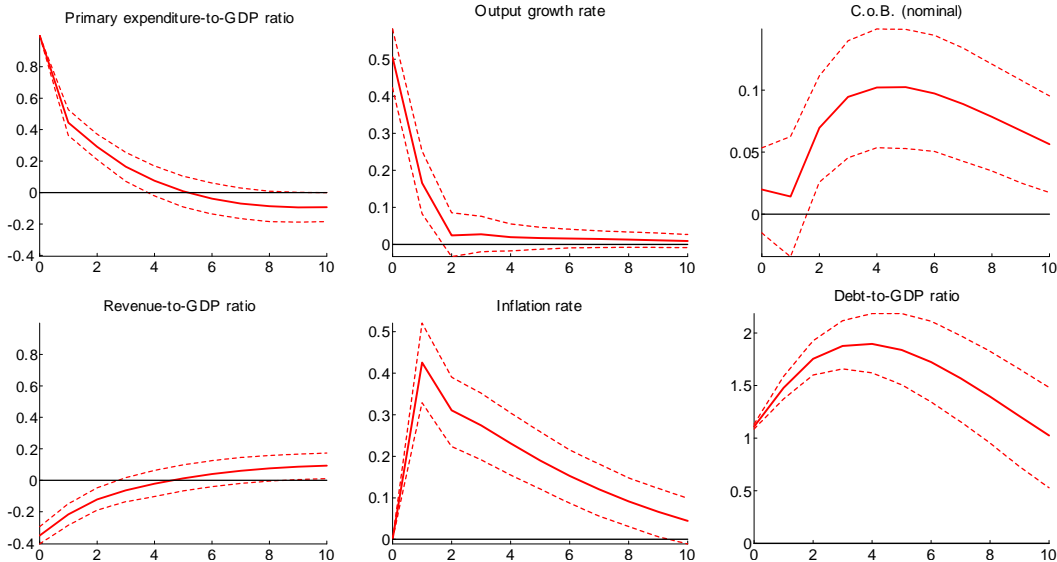 Primary expenditure-to-GDP ratio
0.8
0.6
0.4
0.2
0
-0.2
-0.4
0 2 4 6 8 10
Output growth rate
0.5
0.4
0.3
0.2
0.1
0
0 2 4 6 8 10
C.o.B. (nominal)
0.1
0.05
0
0 2 4 6 8 10
Revenue-to-GDP ratio
0.8
0.6
0.4
0.2
0
-0.2
-0.4
0 2 4 6 8 10
Inflation rate
0.5
0.4
0.3
0.2
0.1
0
0 2 4 6 8 10
Debt-to-GDP ratio
2
1.5
1
0.5
0
0 2 4 6 8 10